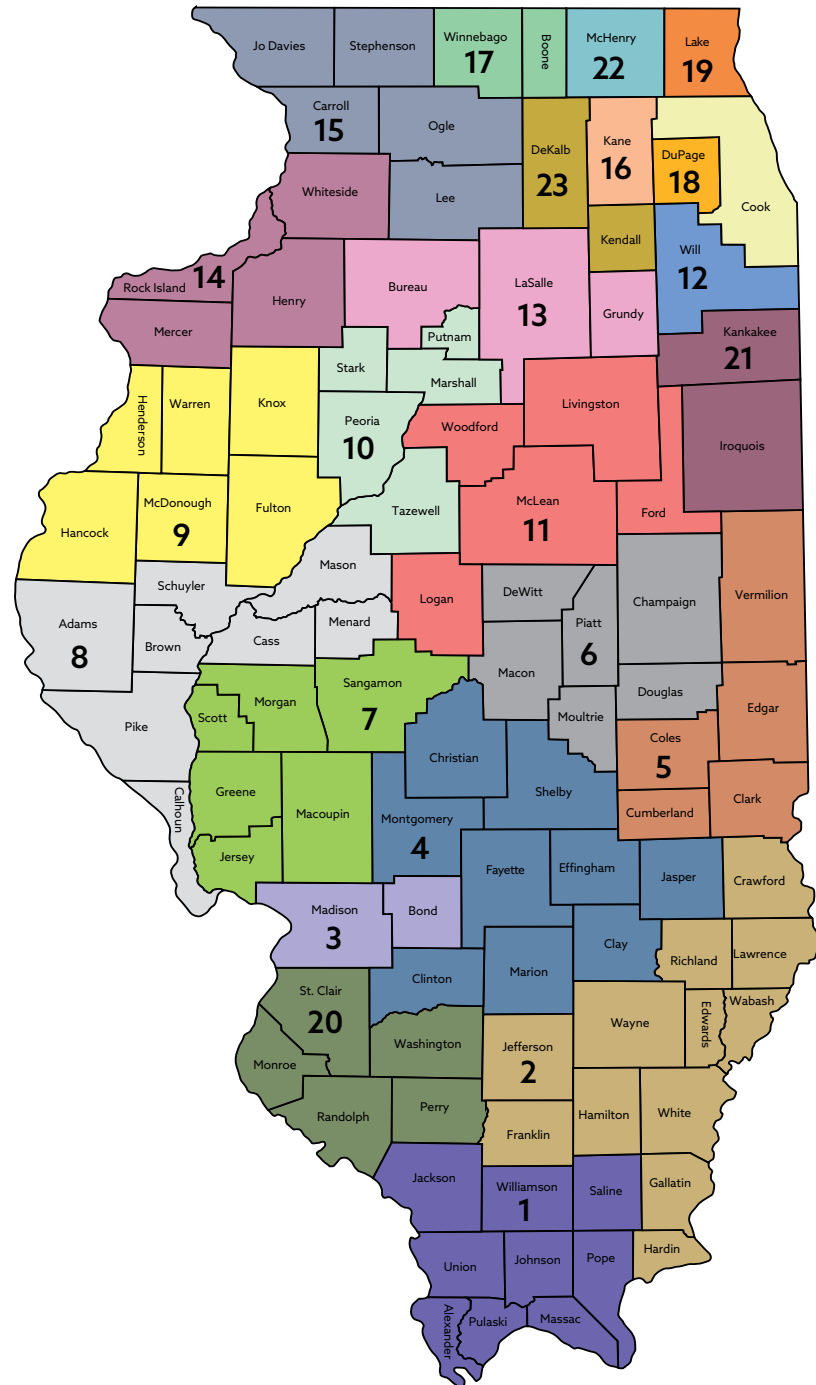 Jo Davies
Stephenson
Winnebago
17
Boone
McHenry
22
Lake
19
Carroll
15
Ogle
DeKalb
23
Kane
16
DuPage
18
Cook
Whiteside
Lee
Kendall
Will
12
Rock Island
14
Henry
Bureau
LaSalle
13
Grundy
Mercer
Putnam
Kankakee
21
Stark
Marshall
Henderson
Warren
Knox
Peoria
10
Woodford
Livingston
Iroquois
Hancock
McDonough
9
Fulton
Tazewell
McLean
11
Ford
Mason
Schuyler
Logan
DeWitt
Champaign
Vermilion
Adams
8
Brown
Cass
Menard
Piatt
6
Macon
Pike
Scott
Morgan
Sangamon
7
Moultrie
Douglas
Edgar
Coles
5
Christian
Shelby
Calhoun
Greene
Macoupin
Montgomery
4
Cumberland
Clark
Jersey
Fayette
Effingham
Jasper
Crawford
Madison
3
Bond
Clay
Richland
Lawrence
Clinton
Marion
St. Clair
20
Wayne
Edwards
Wabash
Washington
Jefferson
2
Monroe
Randolph
Perry
Hamilton
White
Franklin
Jackson
Williamson
1
Saline
Gallatin
Union
Johnson
Pope
Hardin
Alexander
Pulaski
Massac